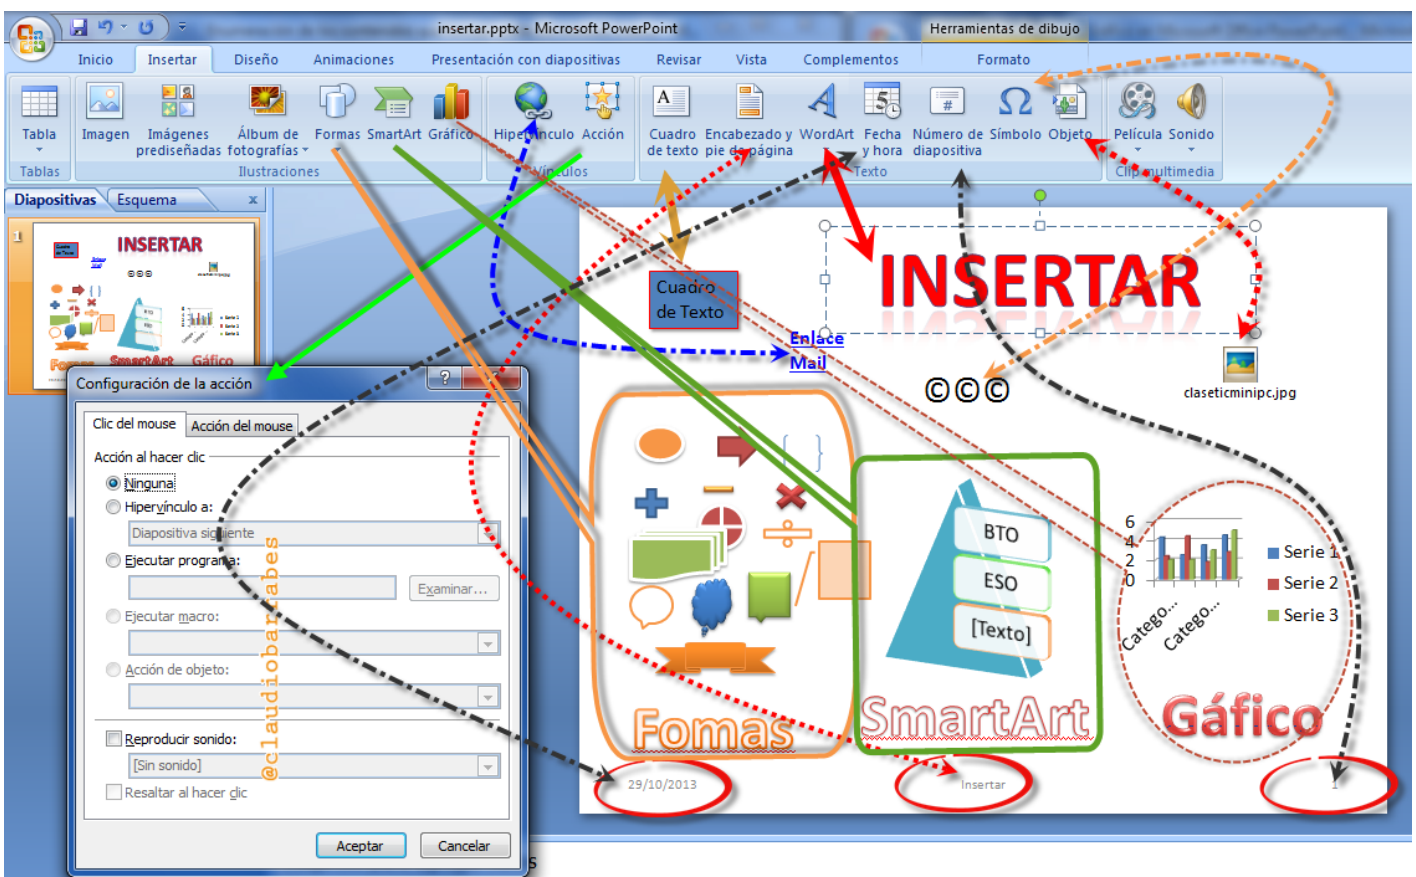 insertar.pptx - Microsoft PowerPoint
Herramientas de dibujo
Inicio
Insertar
Diseño
Animaciones
Presentación con diapositivas
Revisar
Vista
Complementos
Formato
Tabla
Imagen
Imágenes
prediseñadas
Álbum de
fotografías
Formas
SmartArt
Gráfico
Hipervínculo
Acción
Cuadro
de texto
Encabezado y
pie de página
WordArt
Fecha
y hora
Número de
diapositiva
Símbolo
Objeto
Película
Sonido
Tablas
Ilustraciones
Vínculos
Texto
Clip multimedia
Diapositivas
Esquema
x
1
INSERTAR
SmartArt
INSERTAR
Cuadro
de Texto
Enlace
Mail
©©©
claseticminipc.jpg
BTO
ESO
[Texto]
6
4
2
0
Catego...
Catego...
Serie 1
Serie 2
Serie 3
Fomas
SmartArt
Gáfico
29/10/2013
Insertar
1
Configuración de la acción
Clic del mouse
Acción del mouse
Acción al hacer clic
Ninguna
Hipervínculo a:
Diapositiva siguiente
Ejecutar programa:
Examinar...
Ejecutar macro:
Acción de objeto:
Reproducir sonido:
[Sin sonido]
Resaltar al hacer clic
Aceptar
Cancelar
@claudiobarrabes